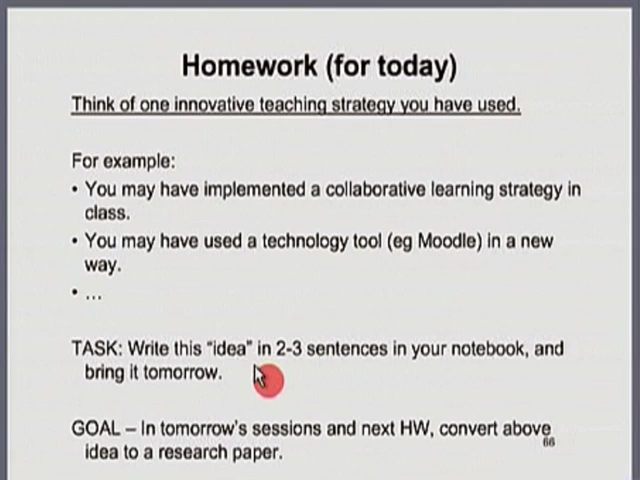 Homework (for today)
Think of one innovative teaching strategy you have used.
For example:
• You may have implemented a collaborative learning strategy in
class.
• You may have used a technology tool (eg Moodle) in a new
way.
• ...
TASK: Write this "idea" in 2-3 sentences in your notebook, and
bring it tomorrow.
GOAL – In tomorrow's sessions and next HW, convert above
66
idea to a research paper.